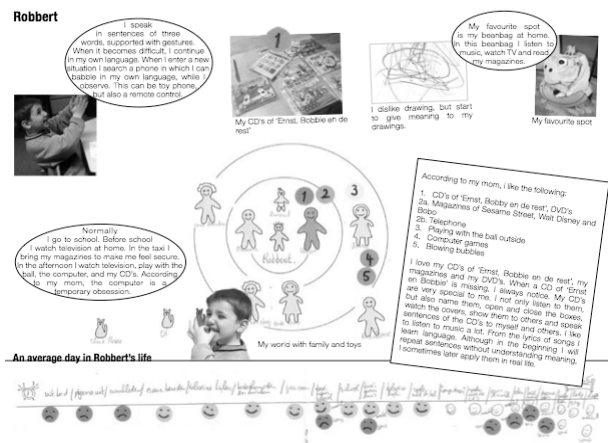 Robbert
I speak
in sentences of three
words, supported with gestures.
When it becomes difficult, I continue
in my own language. When I enter a new
situation I search a phone in which I can
babble in my own language, while I
observe. This can be toy phone,
but also a remote control.
1
My CD's of 'Ernst, Bobbie en de
rest'
I dislike drawing, but start
to give meaning to my
drawings.
My favourite spot
is my beanbag at home.
In this beanbag I listen to
music, watch TV and read
my magazines.
My favourite spot
Normally
I go to school. Before school
I watch television at home. In the taxi I
bring my magazines to make me feel secure.
In the afternoon I watch television, play with the
ball, the computer, and my CD's. According
to my mom, the computer is a
temporary obsession.
1 2 3
4
5
Robbert
My world with family and toys
According to my mom, i like the following:
1. CD's of 'Ernst, Bobby en de rest', DVD's
2a. Magazines of Sesame Street, Walt Disney and
Bobo
2b. Telephone
3. Playing with the ball outside
4. Computer games
5. Blowing bubbles
I love my CD's of 'Ernst, Bobbie en de rest', my
magazines and my DVD's. When a CD of 'Ernst
en Bobbie' is missing, I always notice. My CD's
are very special to me. I not only listen to them,
but also name them, open and close the boxes,
watch the covers, show them to others and speak
sentences of the CD's to myself and others. I like
to listen to music a lot. From the lyrics of songs i
learn language. Although in the beginning I will
repeat sentences without understanding meaning,
I sometimes later apply them in real life.
An average day in Robbert's life